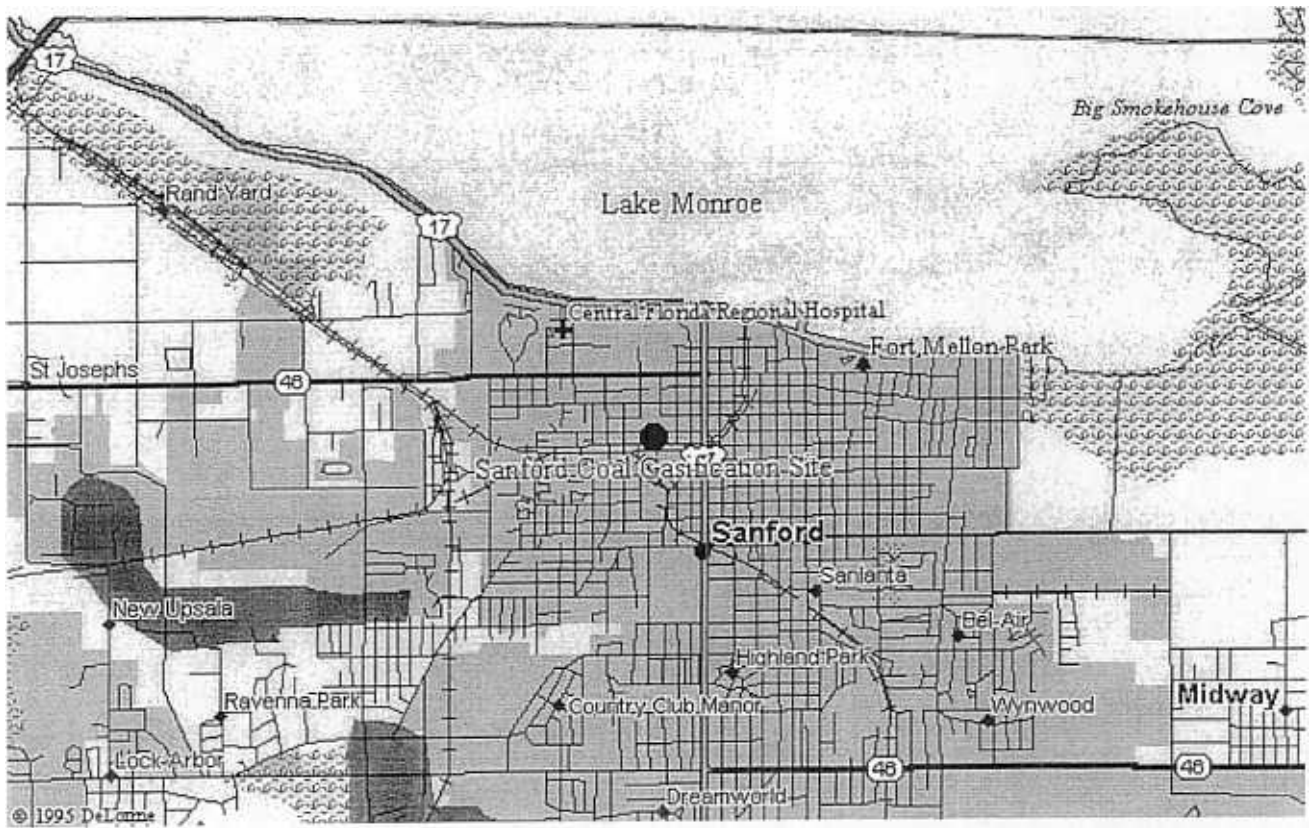 17
Big Smokehouse Cove
Rand Yard
Lake Monroe
17
Central Florida Regional Hospital
Fort Mellon Park
St Josephs
46
Sanford Coal Gasification Site
Sanford
Sanlanta
New Upsala
Bel-Air
Highland Park
Ravenna Park
Country Club Manor
Wynwood
Midway
Lock Arbor
46
46
Dreamworld
© 1995 DeLorme